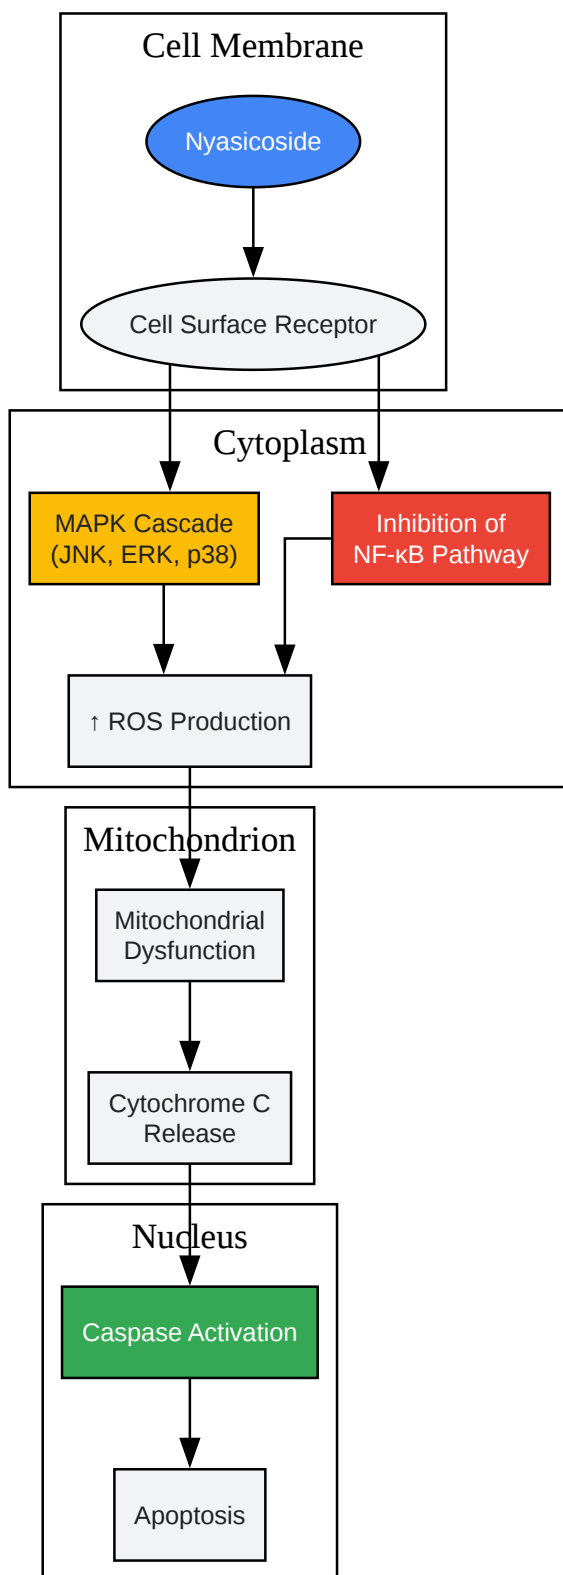 Cell Membrane
Nyasicoside
Cell Surface Receptor
Cytoplasm
MAPK Cascade
(JNK, ERK, p38)
Inhibition of
NF-κB Pathway
↑ ROS Production
Mitochondrion
Mitochondrial
Dysfunction
Cytochrome C
Release
Nucleus
Caspase Activation
Apoptosis